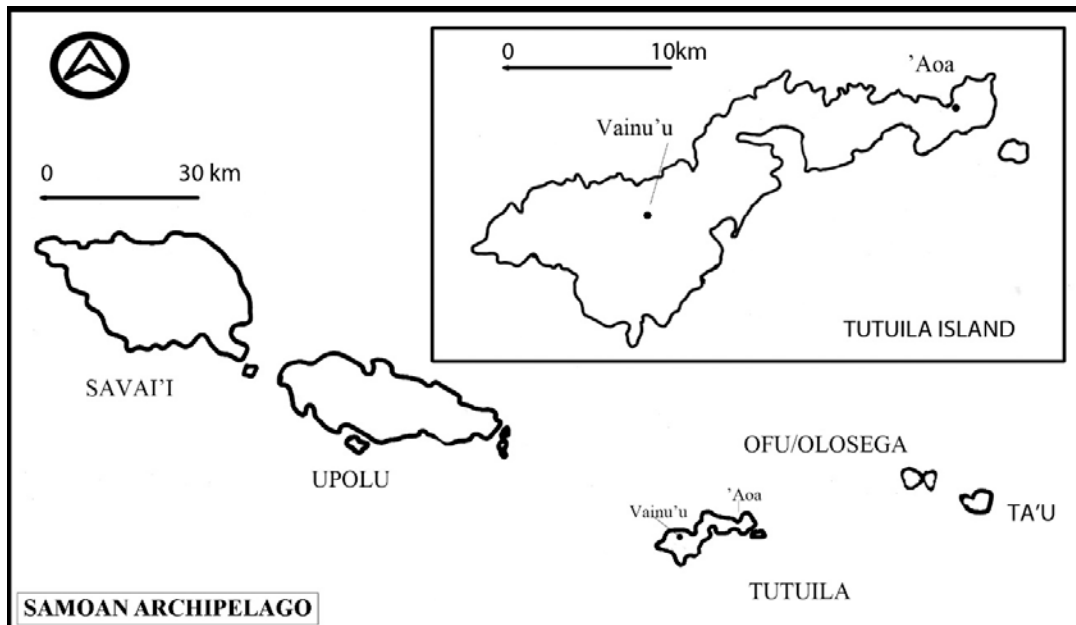 0 10km
'Aoa
Vainu'u
TUTUILA ISLAND
0 30 km
SAVAI'I
UPOLU
OFU/OLOSEGA
TA'U
'Aoa
Vainu'u
TUTUILA
SAMOAN ARCHIPELAGO